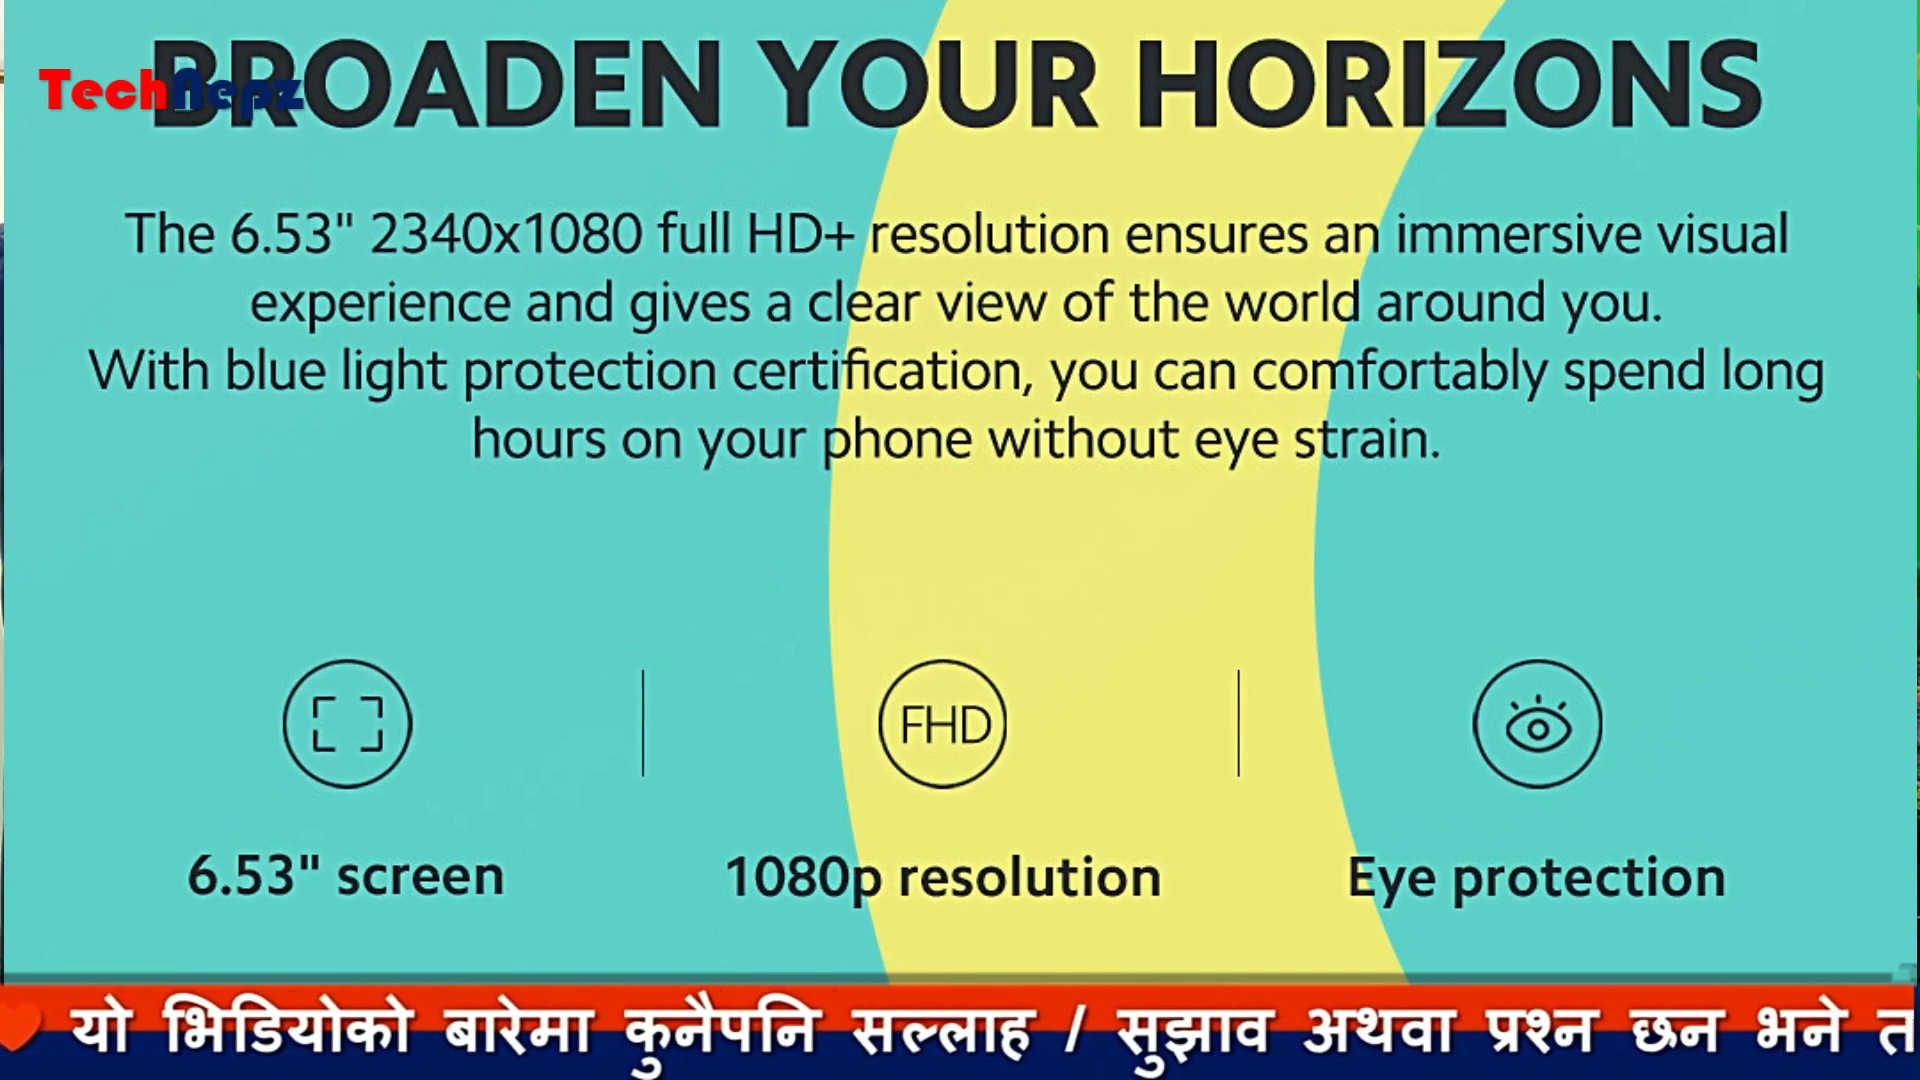 BROADEN YOUR HORIZONS
TechNepz
The 6.53" 2340x1080 full HD+ resolution ensures an immersive visual
experience and gives a clear view of the world around you.
With blue light protection certification, you can comfortably spend long
hours on your phone without eye strain.
FHD
6.53" screen
1080p resolution
Eye protection
यो भिडियोको बारेमा कुनैपनि सल्लाह / सुझाव अथवा प्रश्न छन भने त